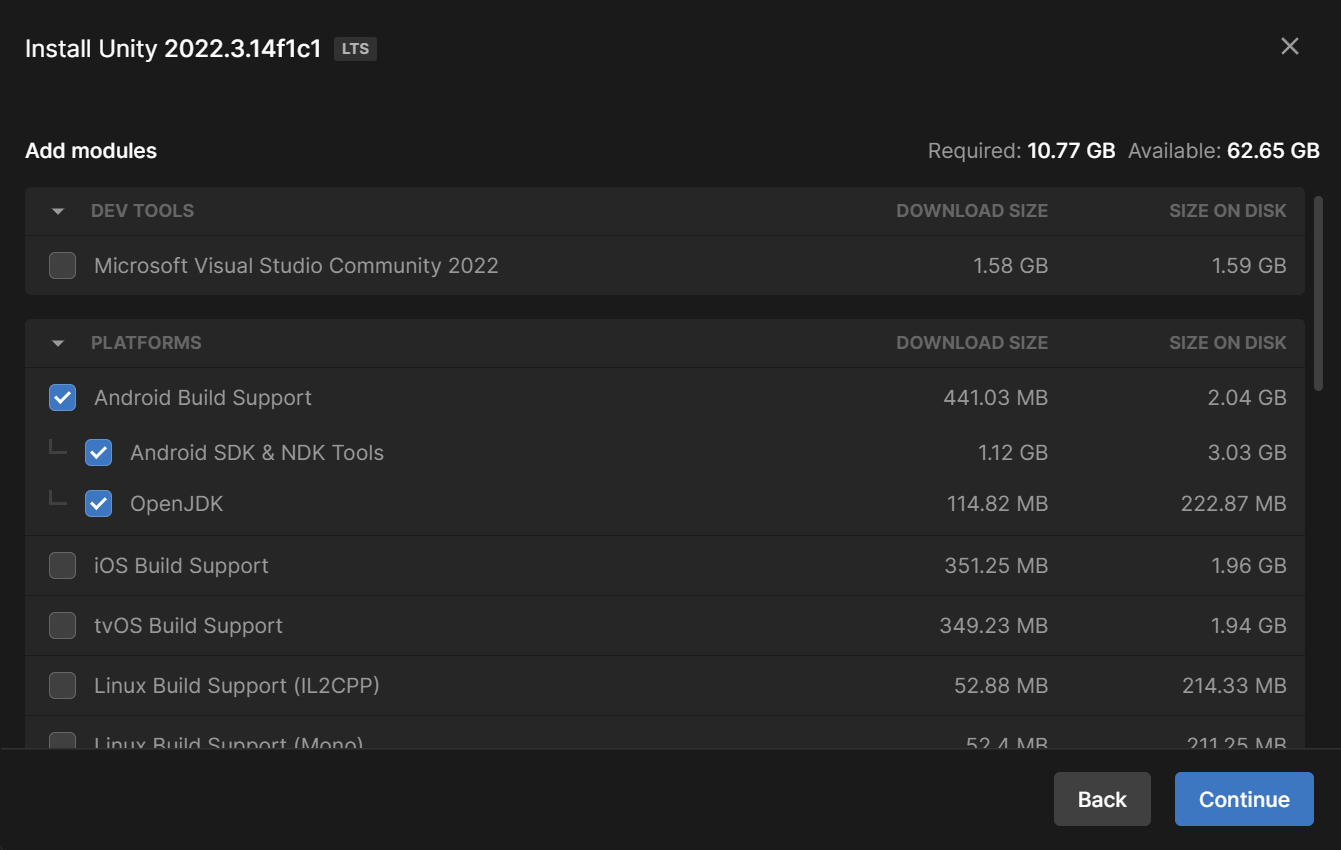 Install Unity 2022.3.14f1c1 LTS
Add modules Required: 10.77 GB Available: 62.65 GB
DEV TOOLS DOWNLOAD SIZE SIZE ON DISK
Microsoft Visual Studio Community 2022 1.58 GB 1.59 GB
PLATFORMS DOWNLOAD SIZE SIZE ON DISK
Android Build Support 441.03 MB 2.04 GB
Android SDK & NDK Tools 1.12 GB 3.03 GB
OpenJDK 114.82 MB 222.87 MB
iOS Build Support 351.25 MB 1.96 GB
tvOS Build Support 349.23 MB 1.94 GB
Linux Build Support (IL2CPP) 52.88 MB 214.33 MB
Linux Build Support (Mono) 52.4 MB 211.25 MB
Back Continue